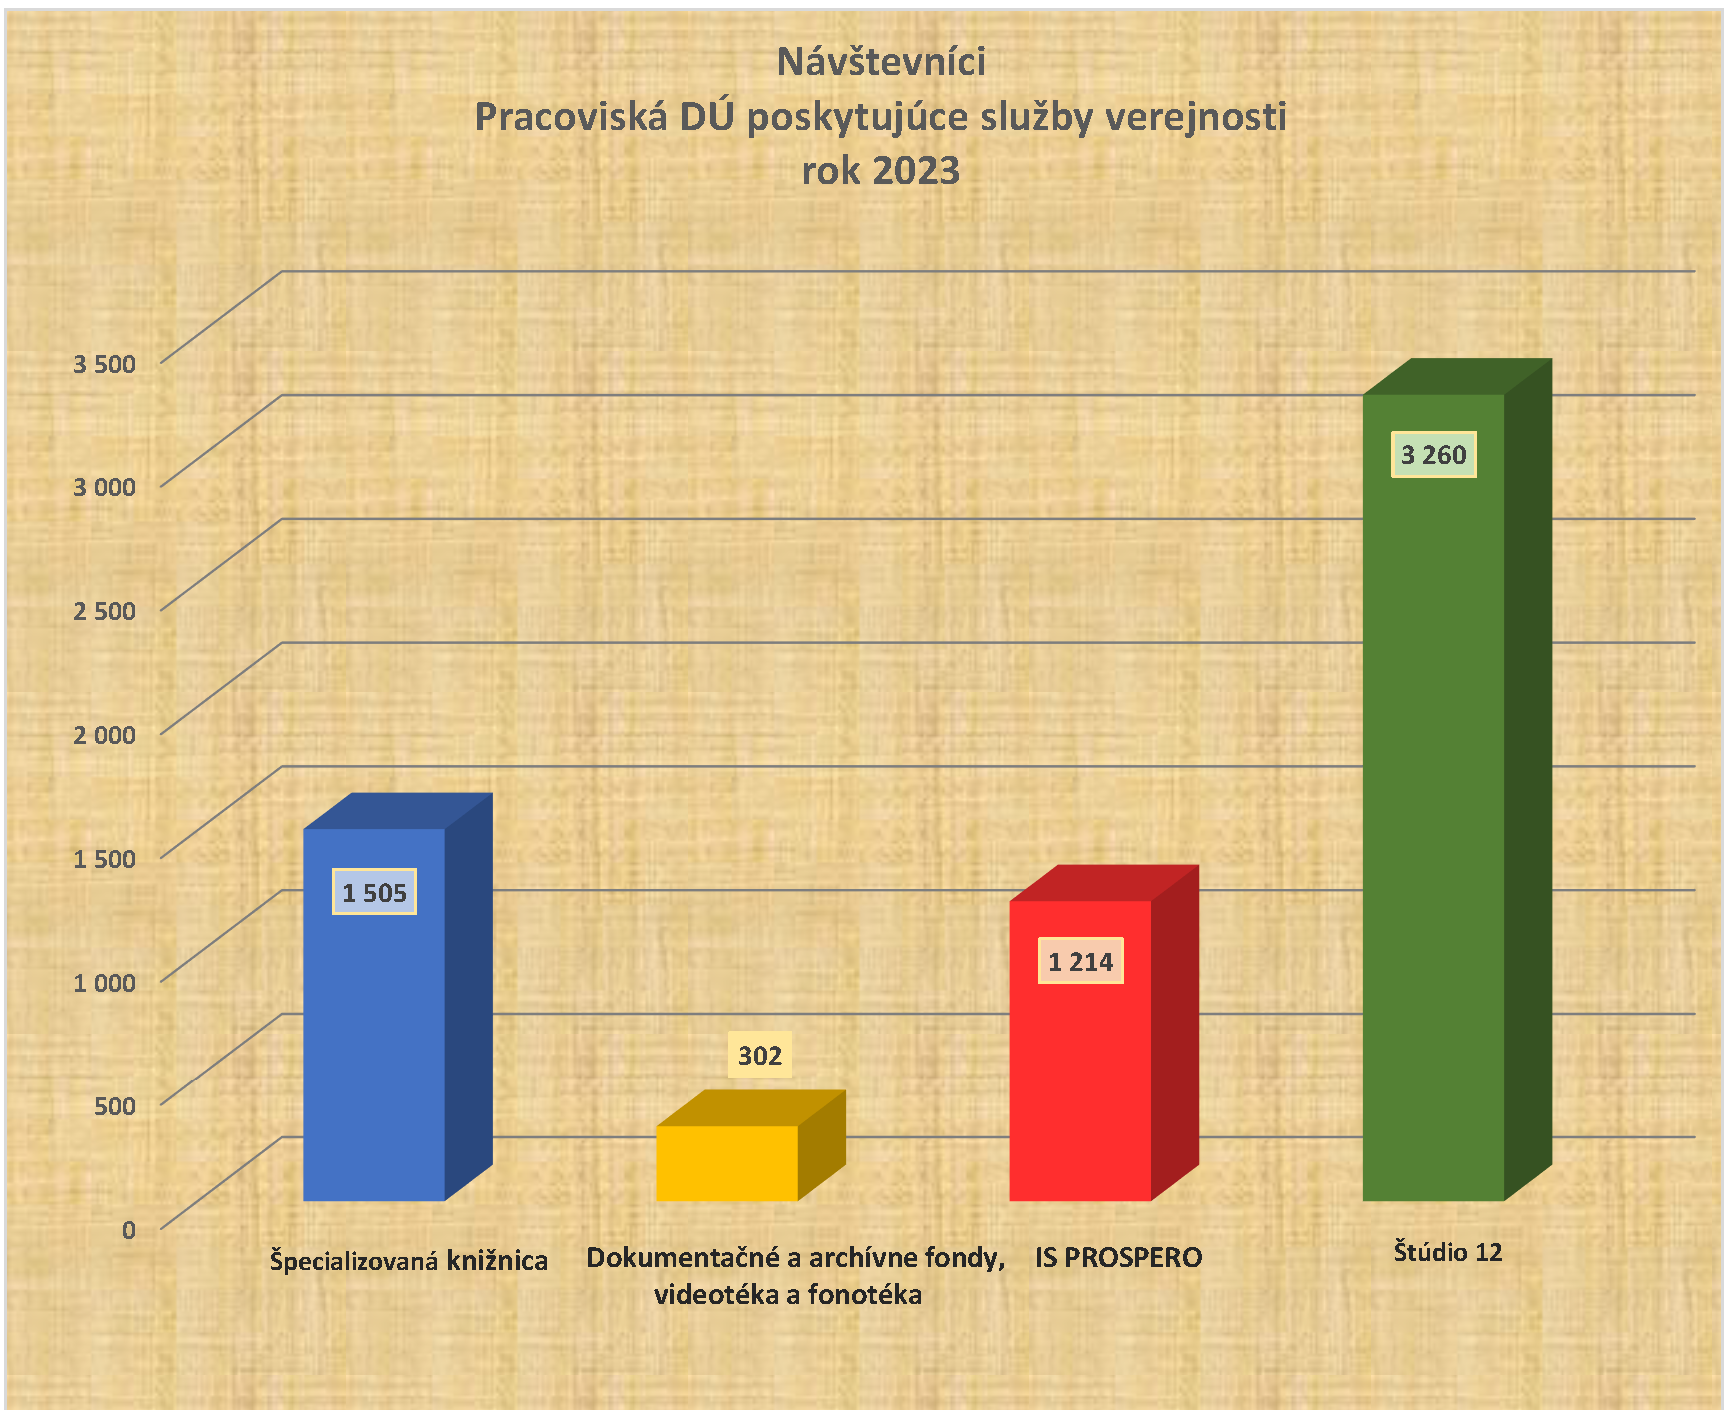 Návštevníci
Pracoviská DÚ poskytujúce služby verejnosti
rok 2023
3 500
3 000
2 500
2 000
1 500
1 000
500
0
1 505
302
1 214
3 260
Špecializovaná knižnica
Dokumentačné a archívne fondy,
videotéka a fonotéka
IS PROSPERO
Štúdio 12